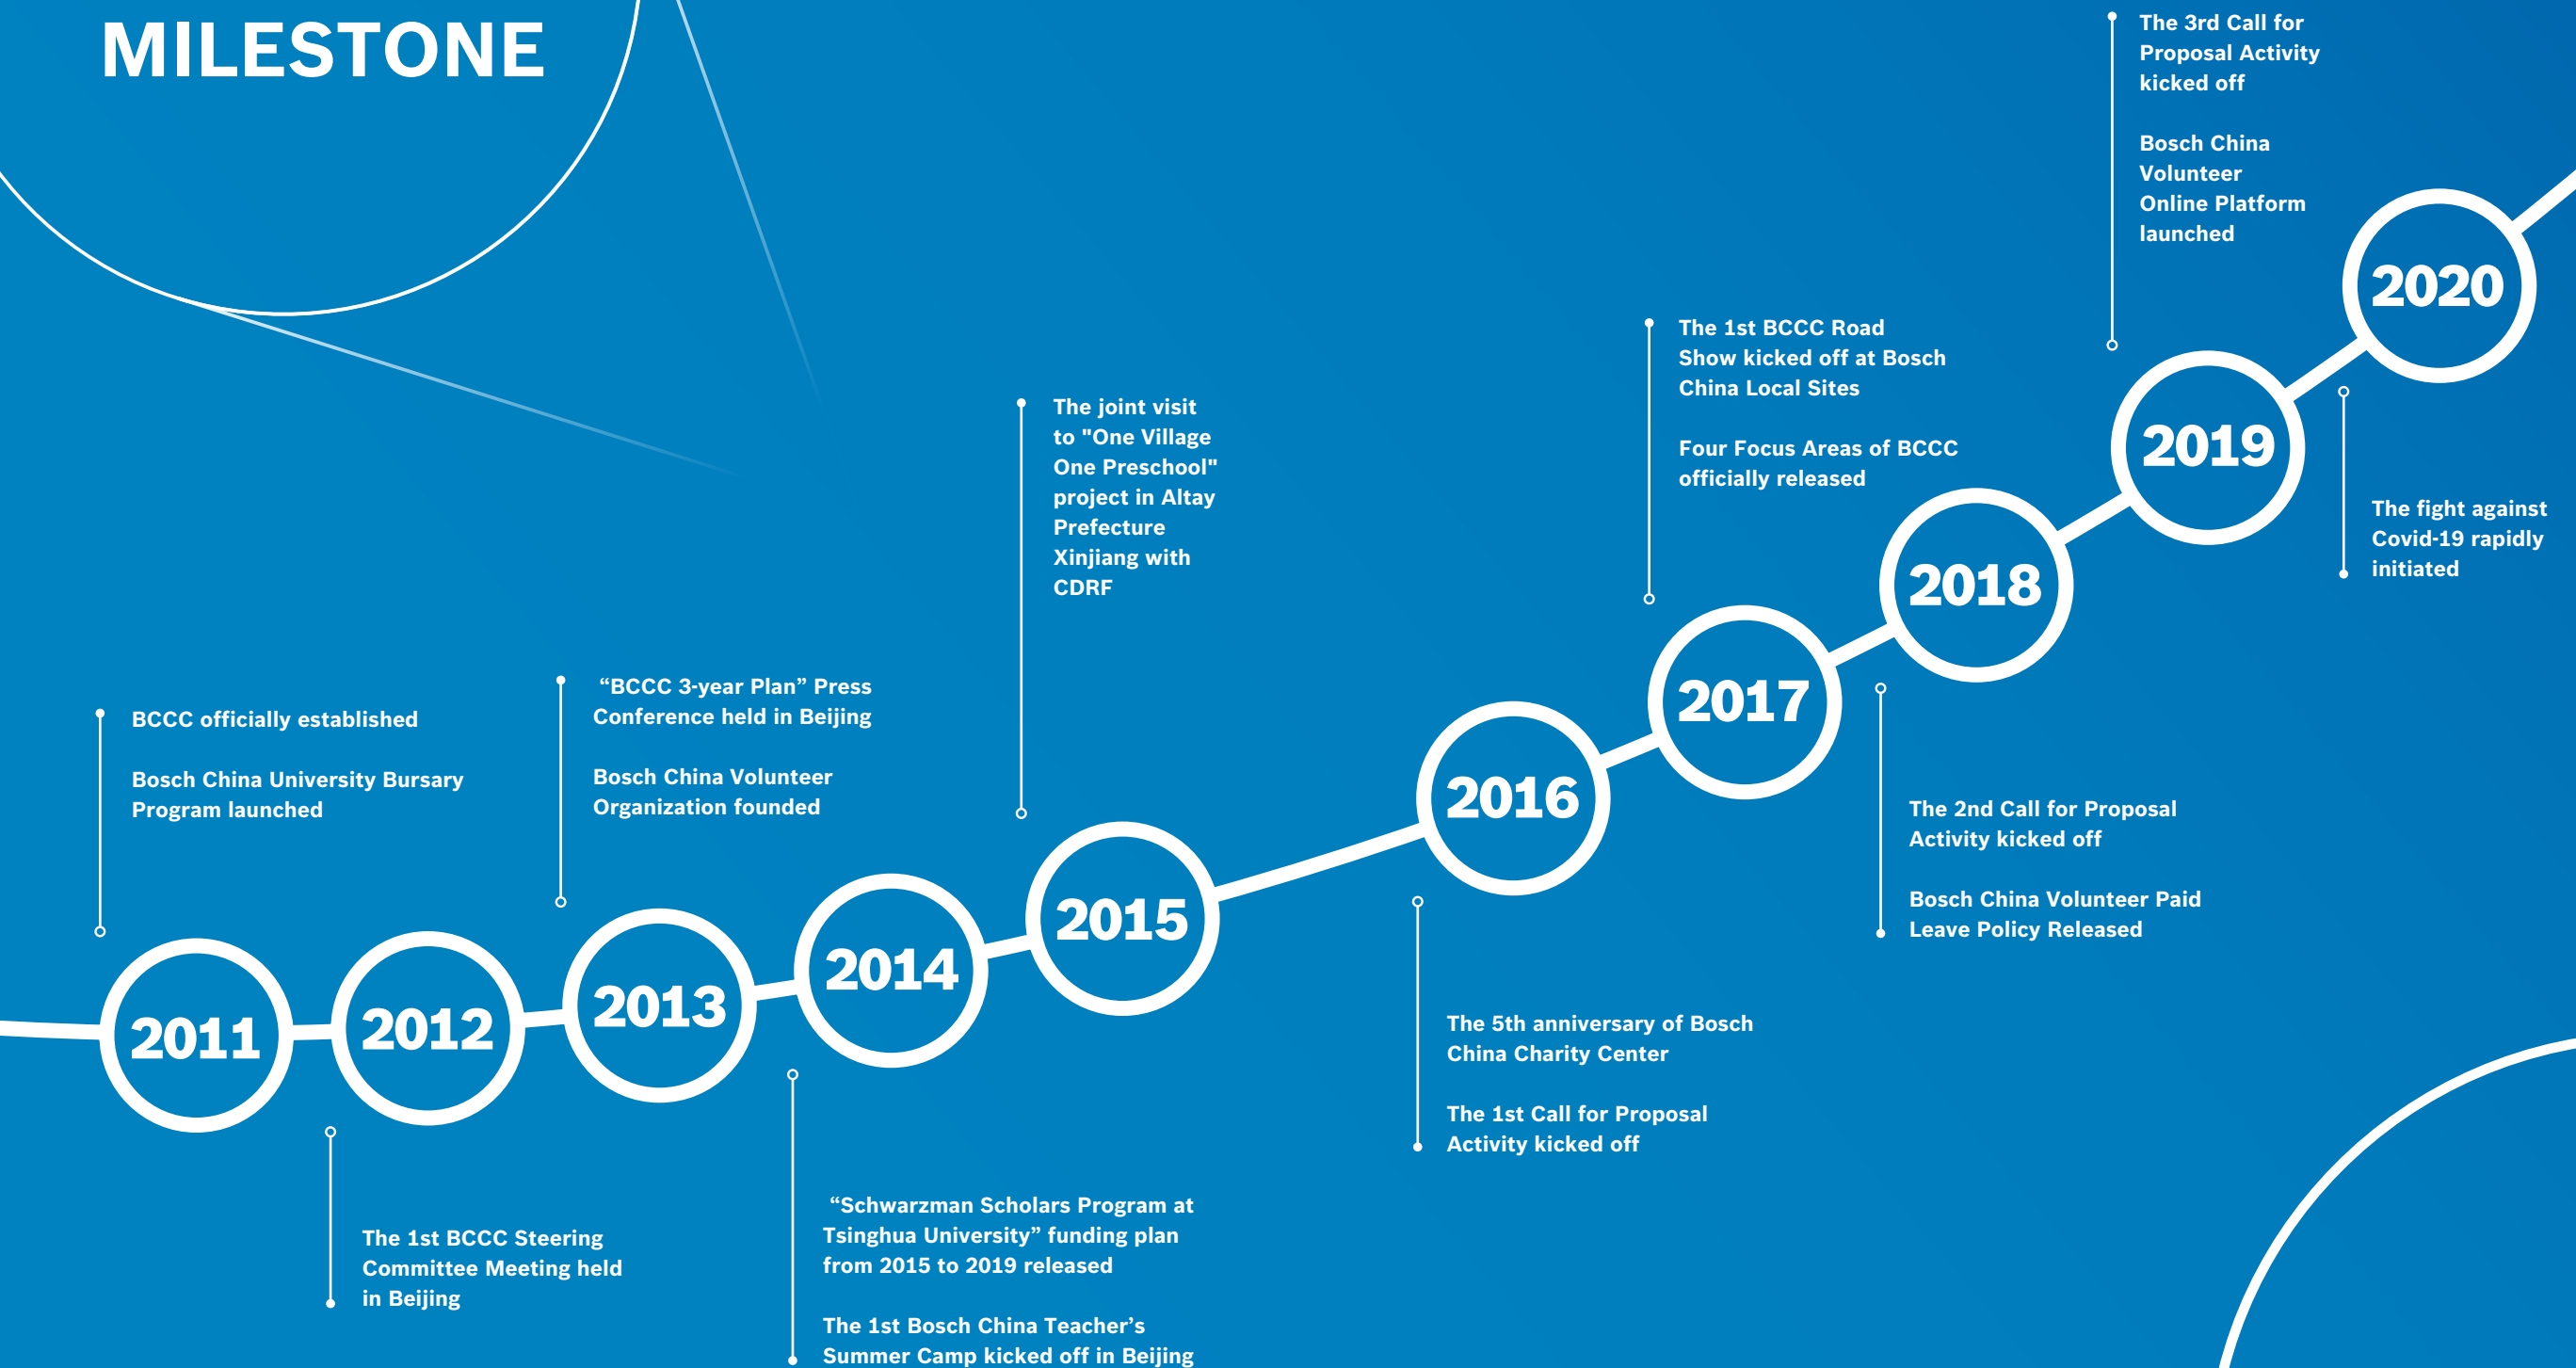 MILESTONE
2011
BCCC officially established
Bosch China University Bursary
Program launched
2012
The 1st BCCC Steering
Committee Meeting held
in Beijing
2013
“BCCC 3-year Plan” Press
Conference held in Beijing
Bosch China Volunteer
Organization founded
2014
“Schwarzman Scholars Program at
Tsinghua University” funding plan
from 2015 to 2019 released
The 1st Bosch China Teacher’s
Summer Camp kicked off in Beijing
2015
The joint visit
to "One Village
One Preschool"
project in Altay
Prefecture
Xinjiang with
CDRF
2016
The 5th anniversary of Bosch
China Charity Center
The 1st Call for Proposal
Activity kicked off
2017
The 1st BCCC Road
Show kicked off at Bosch
China Local Sites
Four Focus Areas of BCCC
officially released
2018
The 2nd Call for Proposal
Activity kicked off
Bosch China Volunteer Paid
Leave Policy Released
2019
The 3rd Call for
Proposal Activity
kicked off
Bosch China
Volunteer
Online Platform
launched
2020
The fight against
Covid-19 rapidly
initiated